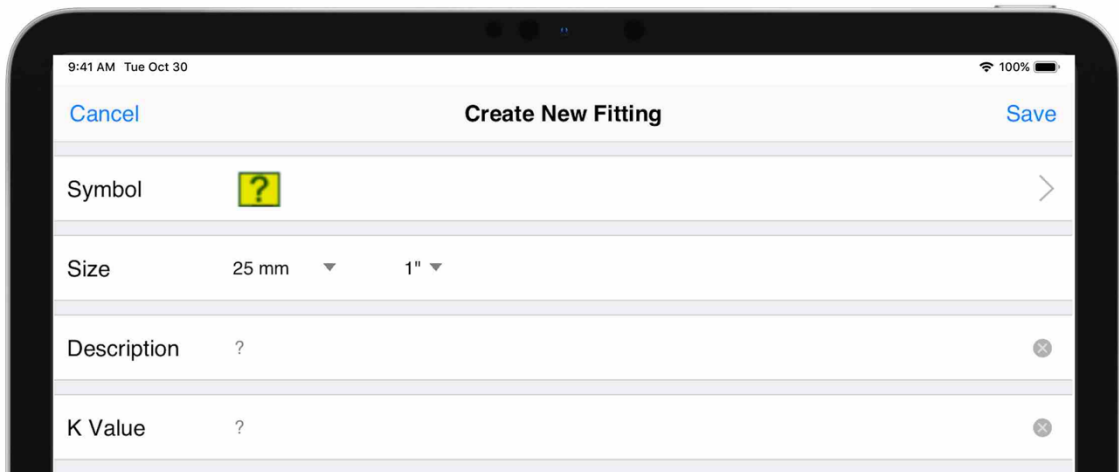 9:41 AM Tue Oct 30 100%
Cancel Create New Fitting Save
Symbol ?
Size 25 mm 1"
Description ?
K Value ?